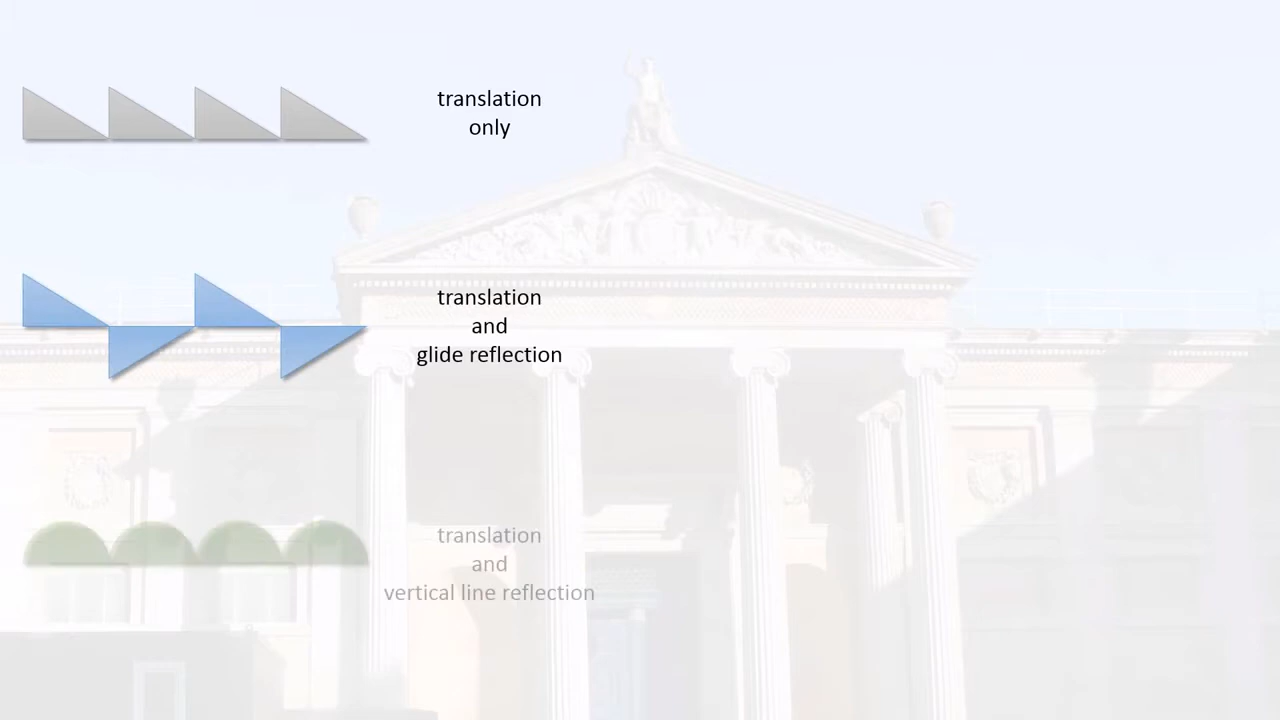 translation
only
translation
and
glide reflection
translation
and
vertical line reflection